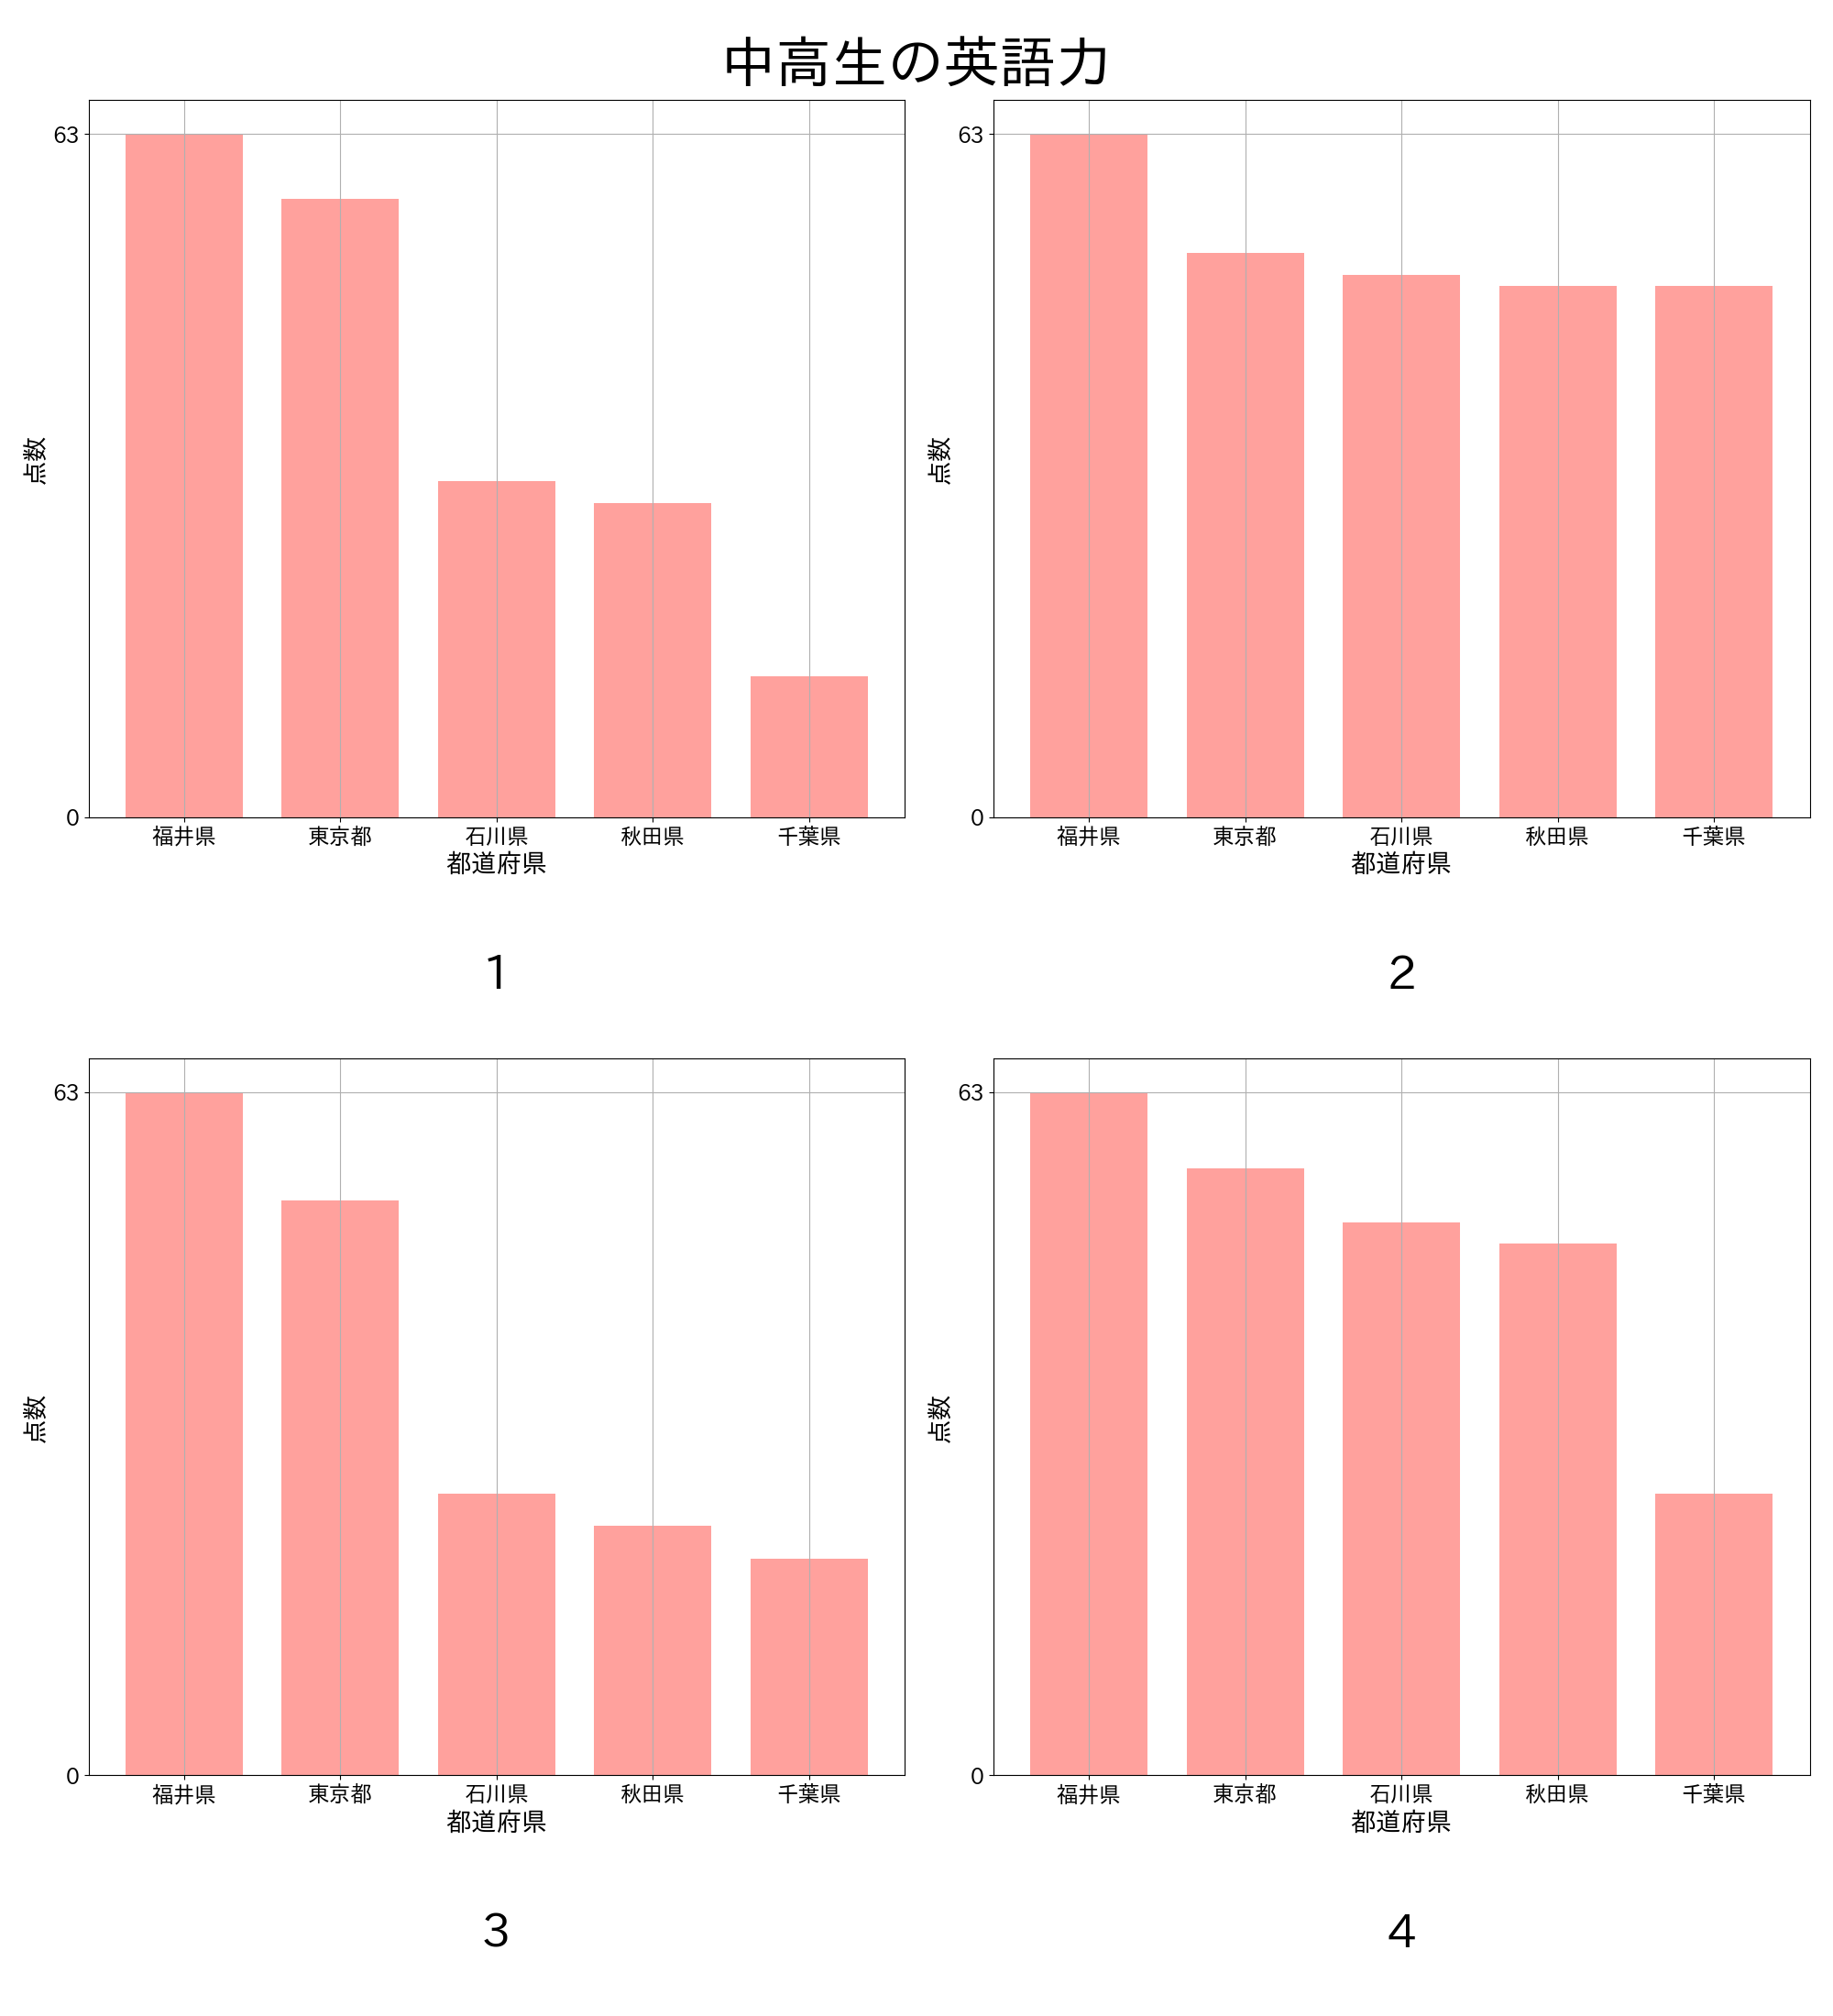 中高生の英語力
63
点数
0
福井県 東京都 石川県 秋田県 千葉県
都道府県
1
63
点数
0
福井県 東京都 石川県 秋田県 千葉県
都道府県
2
63
点数
0
福井県 東京都 石川県 秋田県 千葉県
都道府県
3
63
点数
0
福井県 東京都 石川県 秋田県 千葉県
都道府県
4